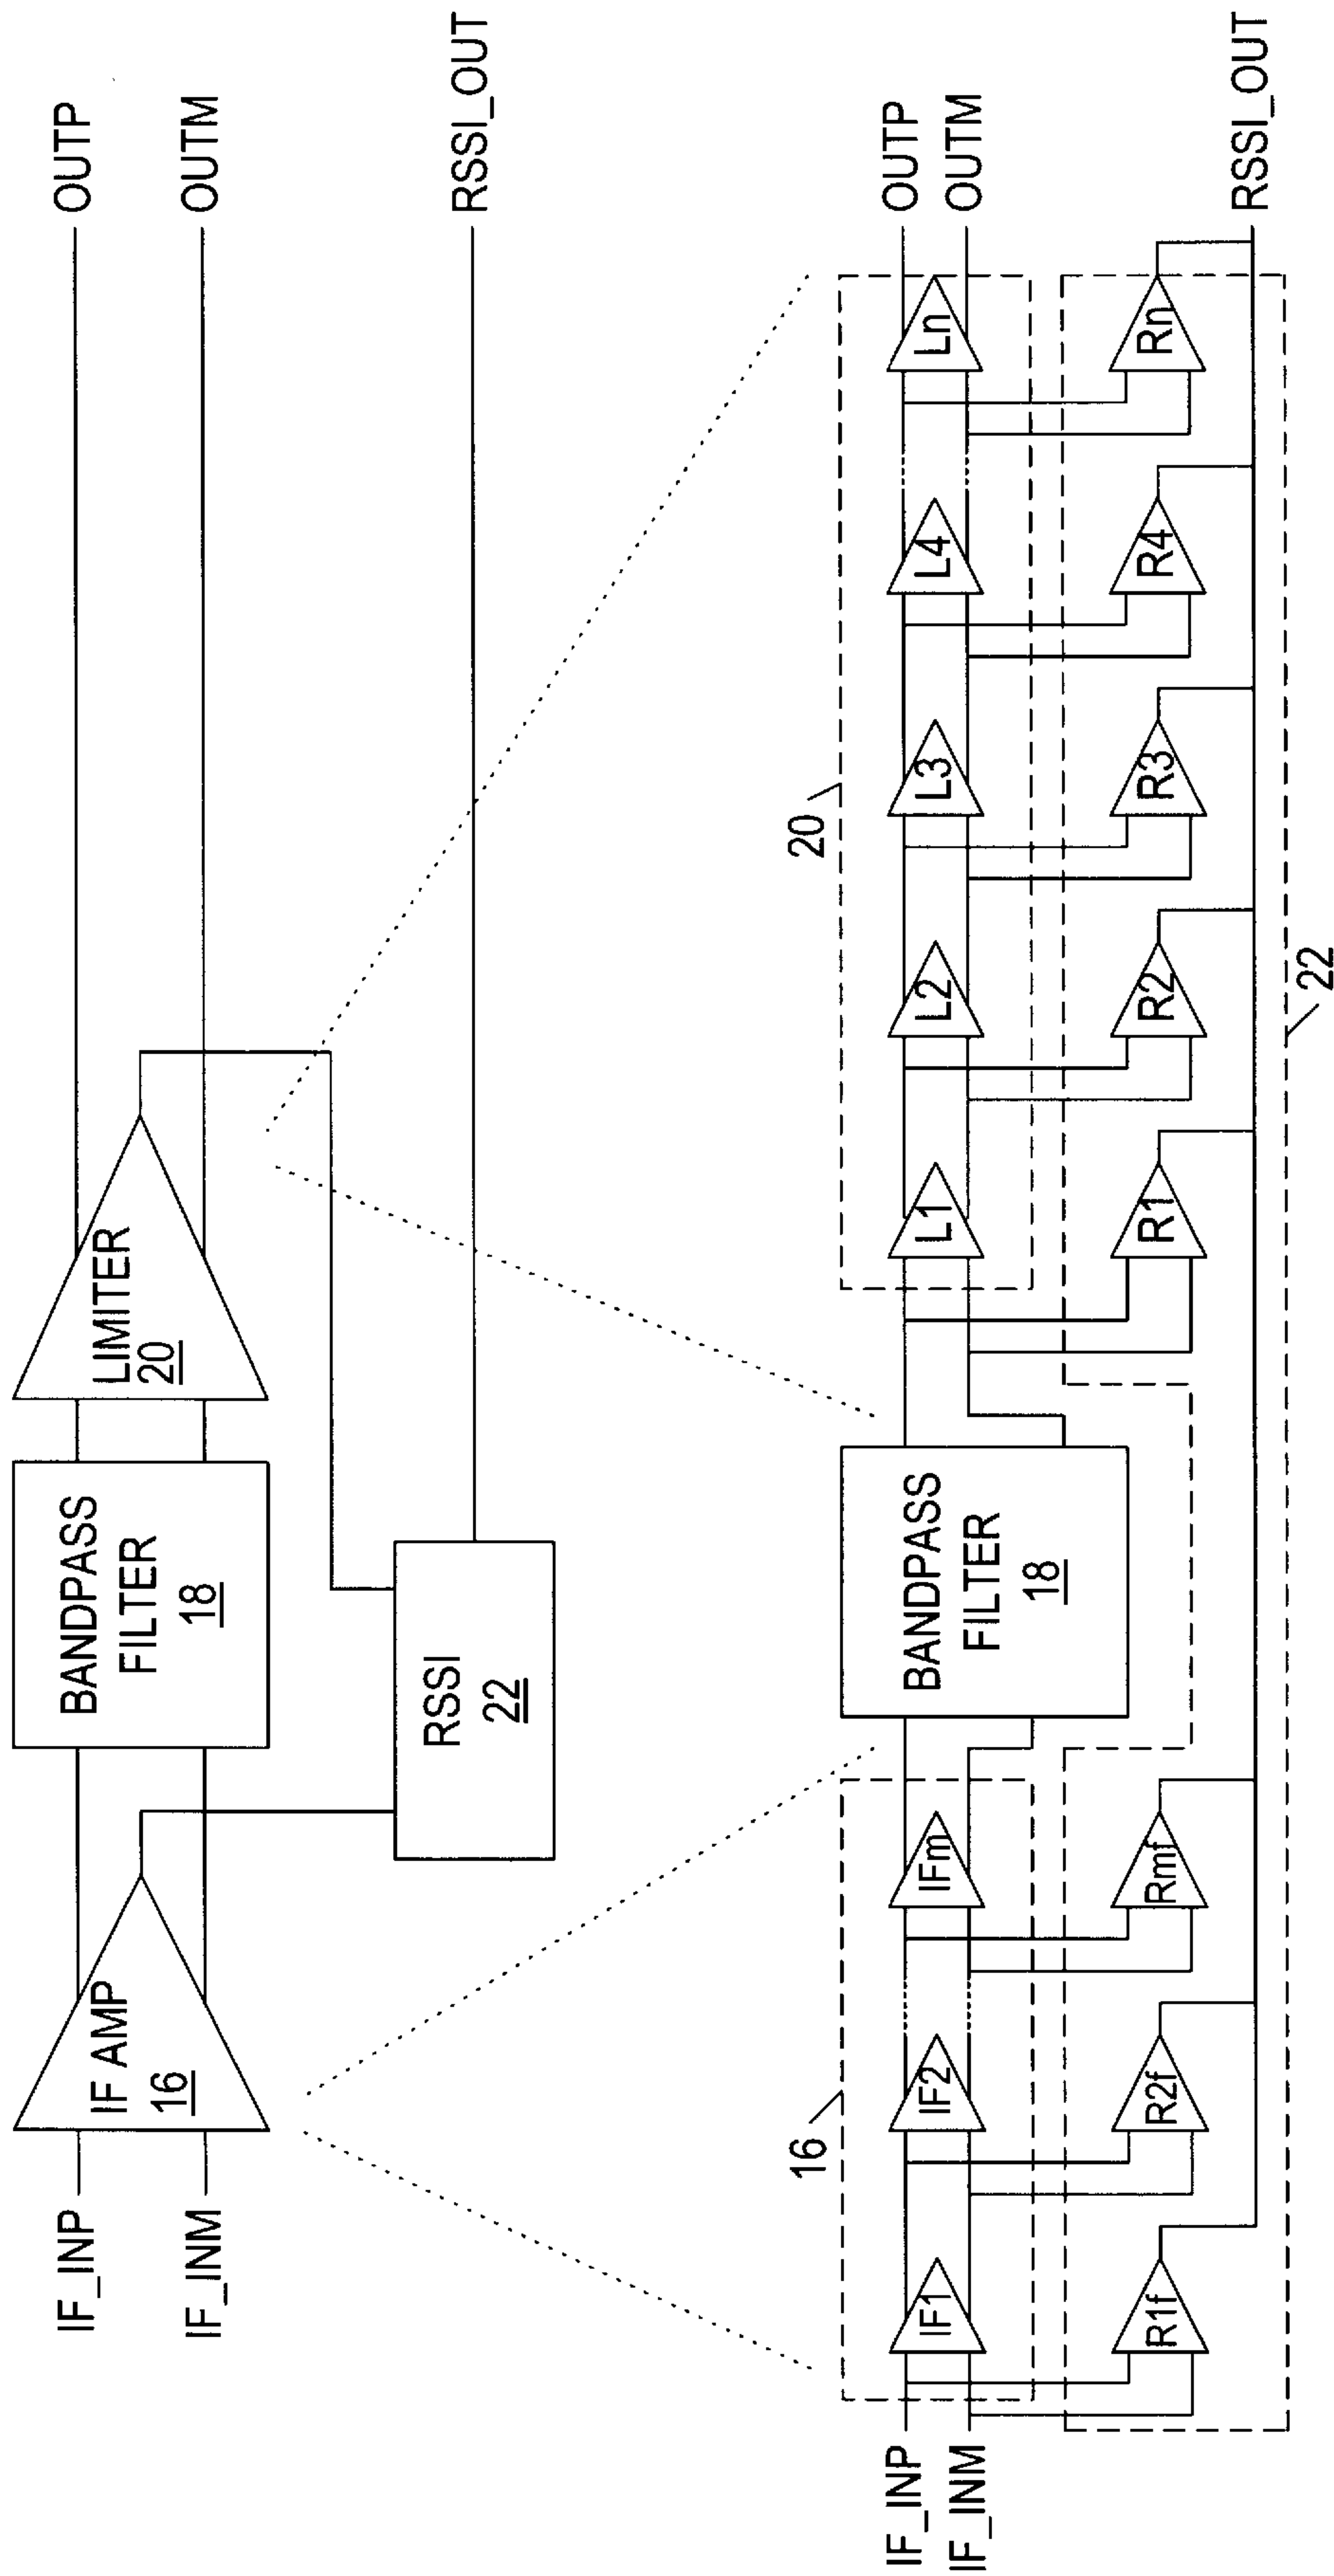 IF_INP
IF_INM
IF AMP
16
BANDPASS
FILTER
18
LIMITER
20
RSSI
22
OUTP
OUTM
RSSI_OUT
IF_INP
IF_INM
16
IF1
IF2
IFm
R1f
R2f
Rmf
BANDPASS
FILTER
18
20
L1
L2
L3
L4
Ln
R1
R2
R3
R4
Rn
22
OUTP
OUTM
RSSI_OUT